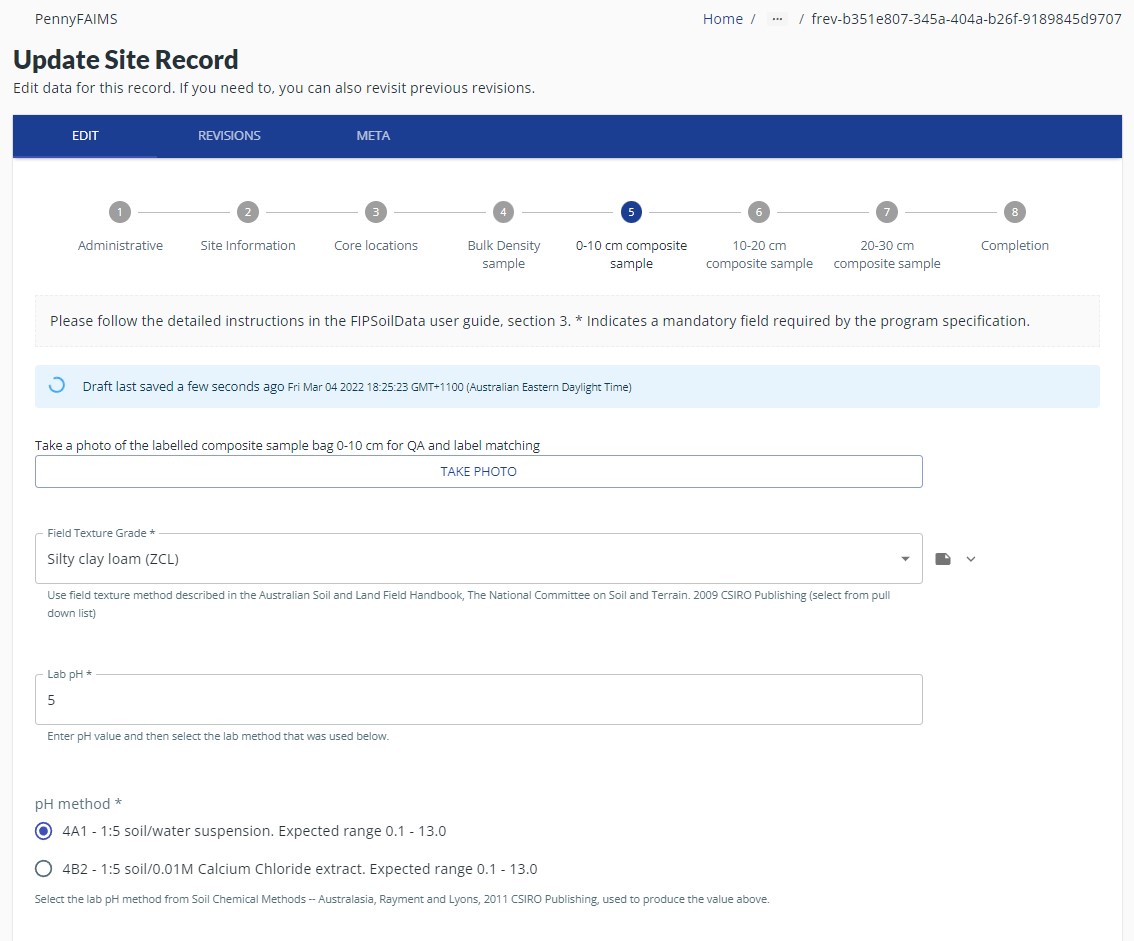 PennyFAIMS
Home / ... / frev-b351e807-345a-404a-b26f-9189845d9707
Update Site Record
Edit data for this record. If you need to, you can also revisit previous revisions.
EDIT REVISIONS META
1 2 3 4 5 6 7 8
Administrative Site Information Core locations Bulk Density 0-10 cm composite 10-20 cm 20-30 cm Completion
sample sample composite sample composite sample
Please follow the detailed instructions in the FIPSoilData user guide, section 3. * Indicates a mandatory field required by the program specification.
Draft last saved a few seconds ago Fri Mar 04 2022 18:25:23 GMT+1100 (Australian Eastern Daylight Time)
Take a photo of the labelled composite sample bag 0-10 cm for QA and label matching
TAKE PHOTO
Field Texture Grade *
Silty clay loam (ZCL)
Use field texture method described in the Australian Soil and Land Field Handbook, The National Committee on Soil and Terrain. 2009 CSIRO Publishing (select from pull
down list)
Lab pH *
5
Enter pH value and then select the lab method that was used below.
pH method *
4A1 - 1:5 soil/water suspension. Expected range 0.1 - 13.0
4B2 - 1:5 soil/0.01M Calcium Chloride extract. Expected range 0.1 - 13.0
Select the lab pH method from Soil Chemical Methods -- Australasia, Rayment and Lyons, 2011 CSIRO Publishing, used to produce the value above.